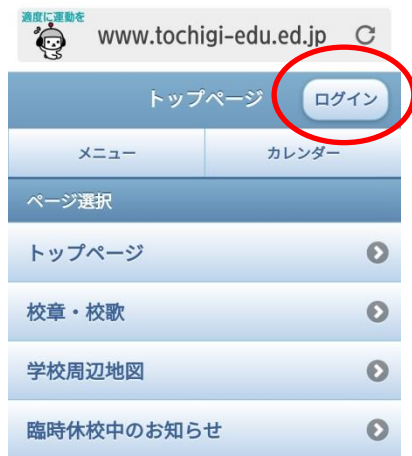 適度に運動を
www.tochigi-edu.ed.jp
トップページ
ログイン
メニュー
カレンダー
ページ選択
トップページ
校章・校歌
学校周辺地図
臨時休校中のお知らせ